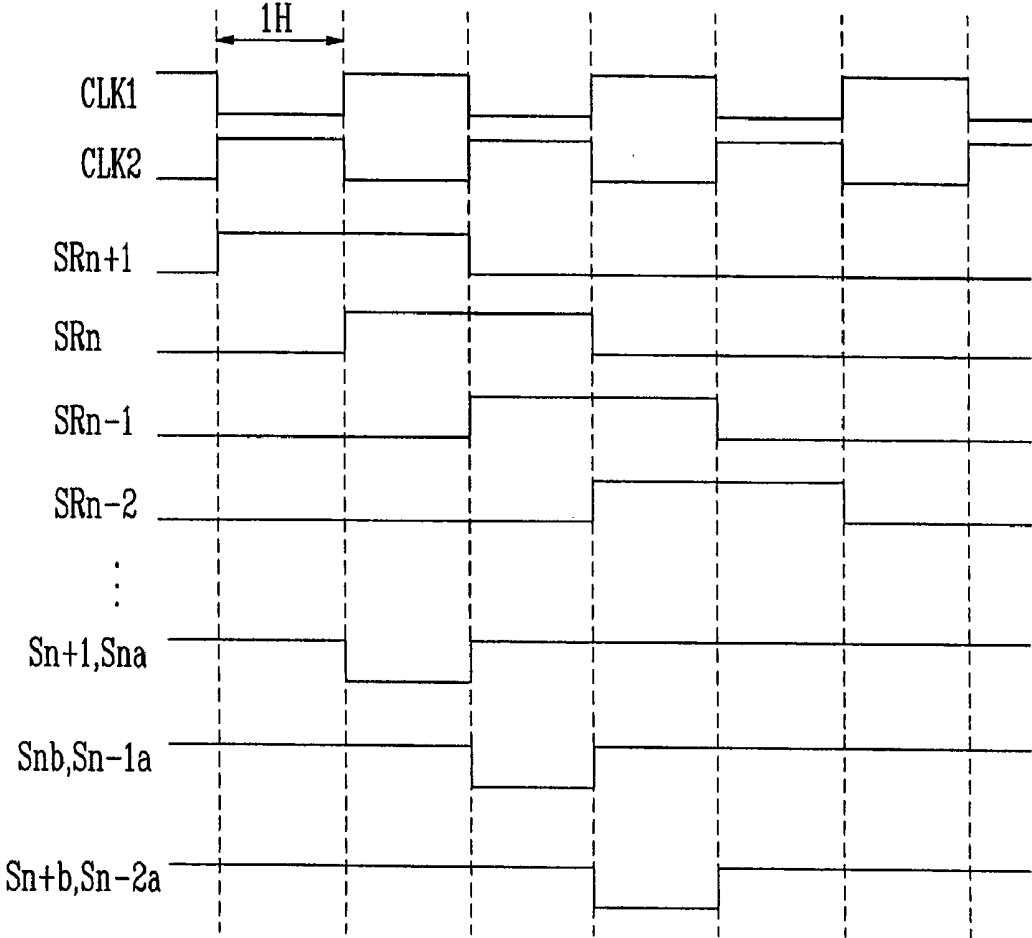 1H
CLK1
CLK2
SRn+1
SRn
SRn-1
SRn-2
Sn+1,Sna
Snb,Sn-1a
Sn+b,Sn-2a